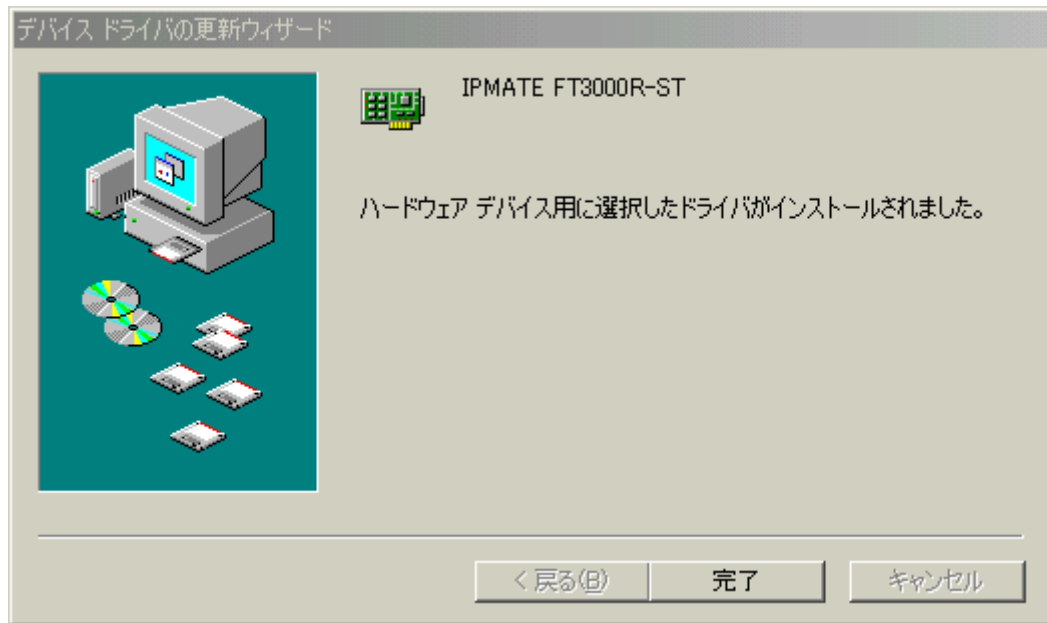 デバイス ドライバの更新ウィザード
IPMATE FT3000R-ST
ハードウェア デバイス用に選択したドライバがインストールされました。
< 戻る(B)
完了
キャンセル